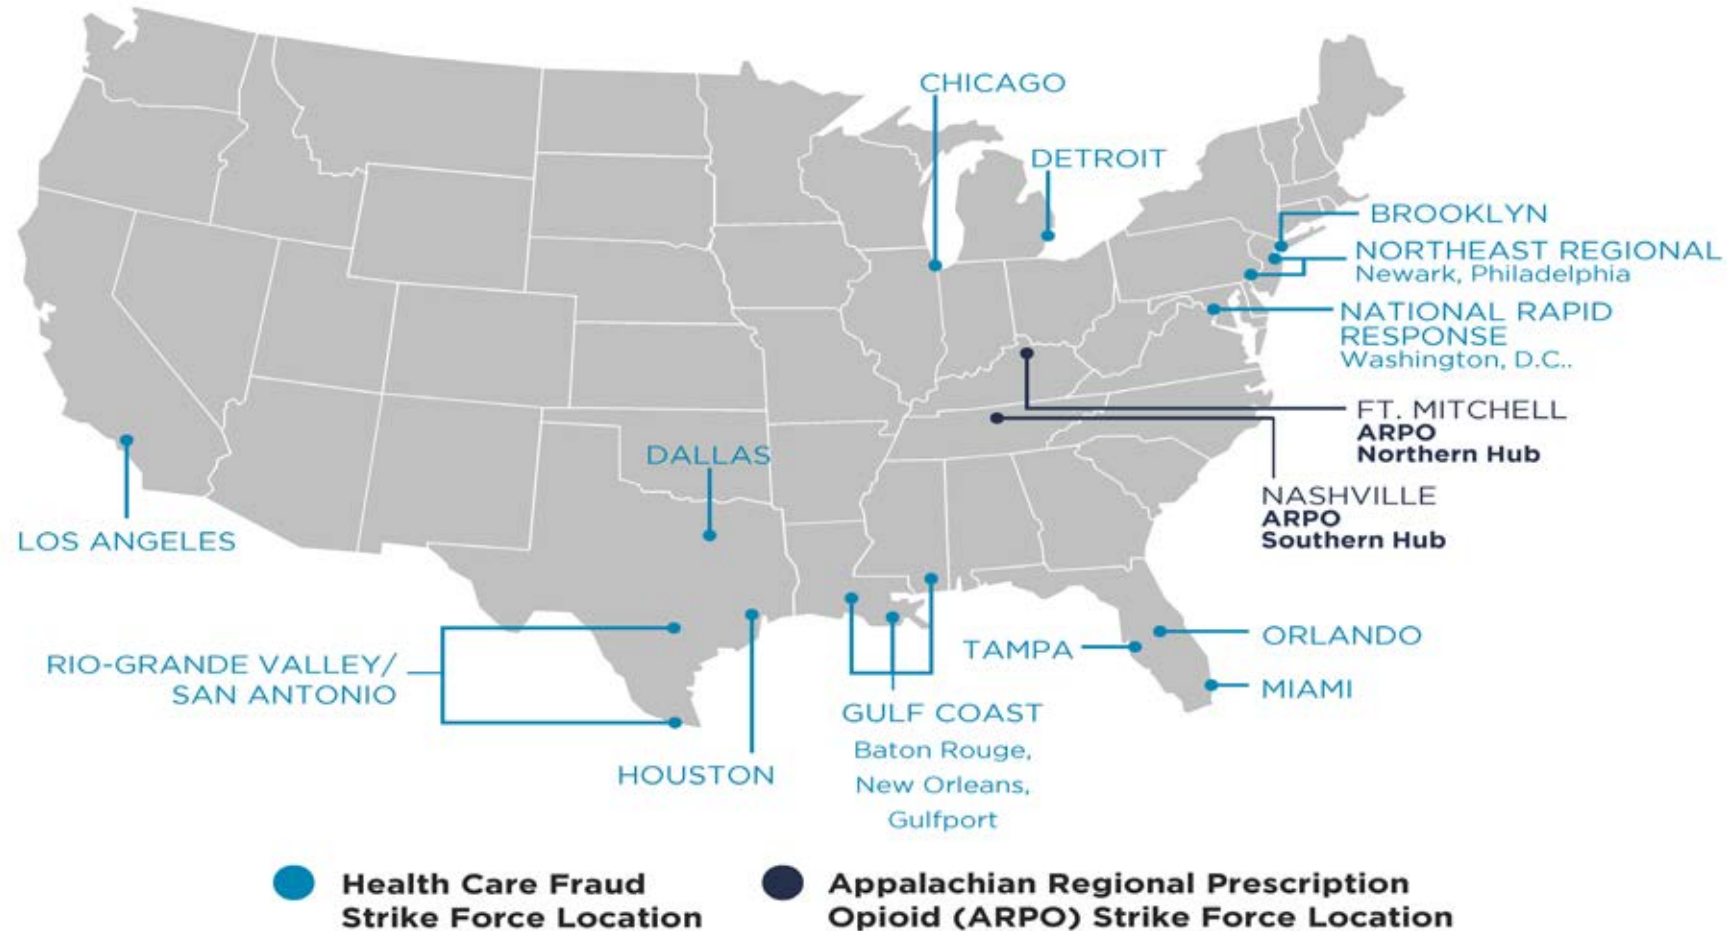 CHICAGO
DETROIT
BROOKLYN
NORTHEAST REGIONAL
Newark, Philadelphia
NATIONAL RAPID
RESPONSE
Washington, D.C..
FT. MITCHELL
ARPO
Northern Hub
NASHVILLE
ARPO
Southern Hub
DALLAS
LOS ANGELES
RIO-GRANDE VALLEY/
SAN ANTONIO
HOUSTON
GULF COAST
Baton Rouge,
New Orleans,
Gulfport
TAMPA
ORLANDO
MIAMI
Health Care Fraud
Strike Force Location
Appalachian Regional Prescription
Opioid (ARPO) Strike Force Location